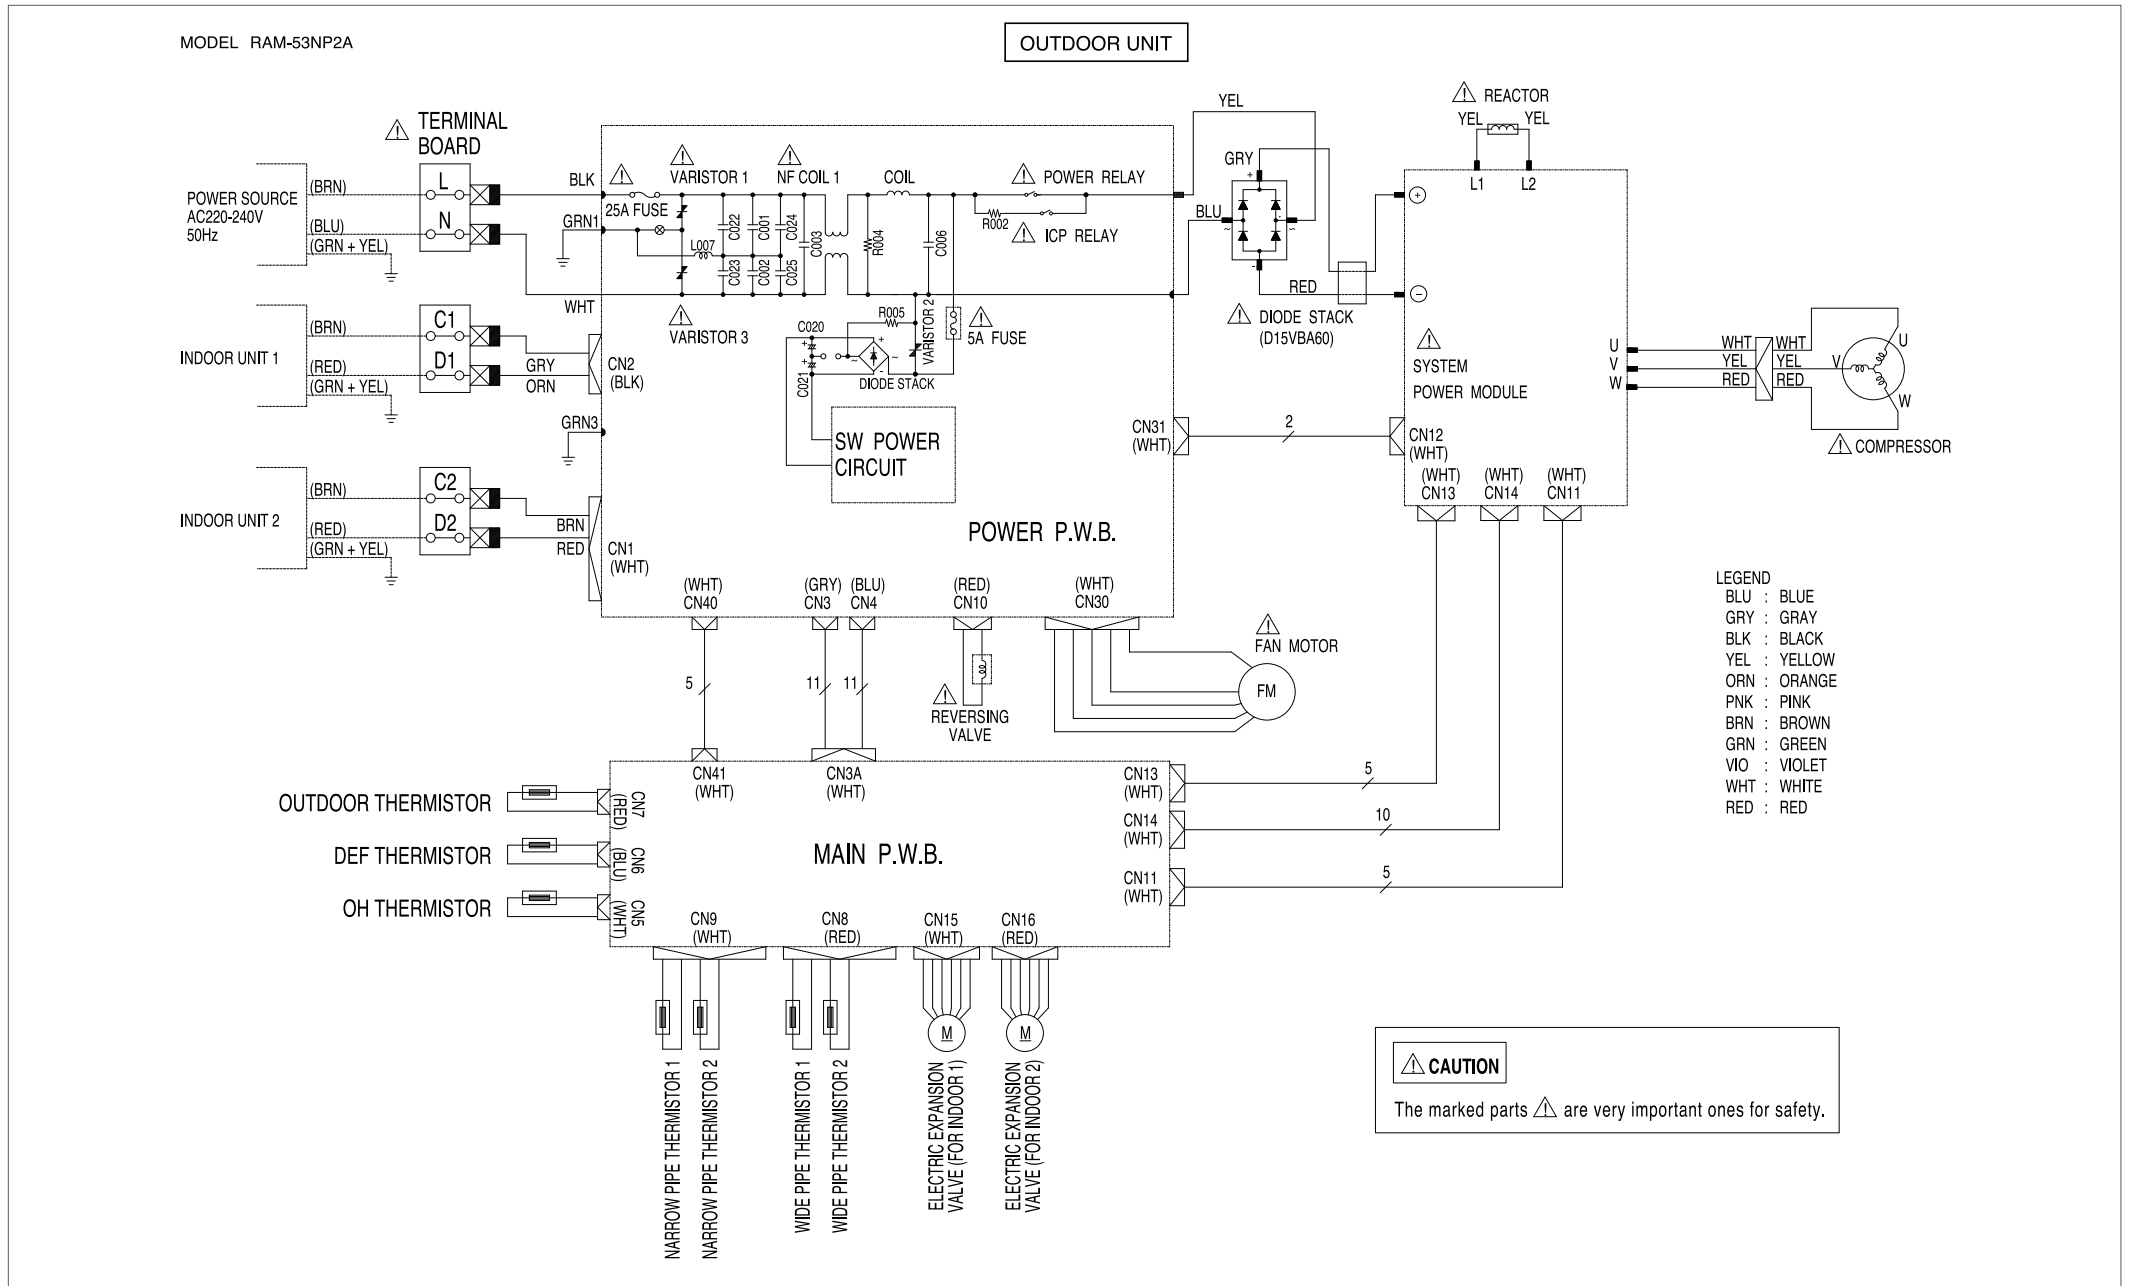 MODEL RAM-53NP2A
OUTDOOR UNIT
TERMINAL
BOARD
POWER SOURCE
AC220-240V
50Hz
(BRN)
(BLU)
(GRN + YEL)
L
N
BLK
GRN1
WHT
25A FUSE
VARISTOR 1
NF COIL 1
COIL
POWER RELAY
R002
ICP RELAY
L007
C022
C001
C024
C003
C023
C002
C025
R004
C006
VARISTOR 3
C020
R005
VARISTOR 2
5A FUSE
C021
+
+
~
+
~
-
DIODE STACK
SW POWER
CIRCUIT
YEL
GRY
BLU
+
~
-
~
-
RED
DIODE STACK
(D15VBA60)
REACTOR
YEL
YEL
L1
L2
+
−
SYSTEM
POWER MODULE
U
V
W
WHT
YEL
RED
WHT
YEL
RED
U
V
W
COMPRESSOR
INDOOR UNIT 1
(BRN)
(RED)
(GRN + YEL)
C1
D1
GRY
ORN
CN2
(BLK)
GRN3
INDOOR UNIT 2
(BRN)
(RED)
(GRN + YEL)
C2
D2
BRN
RED
CN1
(WHT)
POWER P.W.B.
CN31
(WHT)
2
CN12
(WHT)
(WHT)
CN13
(WHT)
CN14
(WHT)
CN11
(WHT)
CN40
(GRY)
CN3
(BLU)
CN4
(RED)
CN10
(WHT)
CN30
5
11
11
REVERSING
VALVE
FAN MOTOR
FM
LEGEND
BLU : BLUE
GRY : GRAY
BLK : BLACK
YEL : YELLOW
ORN : ORANGE
PNK : PINK
BRN : BROWN
GRN : GREEN
VIO : VIOLET
WHT : WHITE
RED : RED
CN41
(WHT)
CN3A
(WHT)
CN13
(WHT)
5
CN14
(WHT)
10
CN11
(WHT)
5
MAIN P.W.B.
OUTDOOR THERMISTOR
CN7
(RED)
DEF THERMISTOR
CN6
(BLU)
OH THERMISTOR
CN5
(WHT)
CN9
(WHT)
CN8
(RED)
CN15
(WHT)
CN16
(RED)
M
M
NARROW PIPE THERMISTOR 1
NARROW PIPE THERMISTOR 2
WIDE PIPE THERMISTOR 1
WIDE PIPE THERMISTOR 2
ELECTRIC EXPANSION
VALVE (FOR INDOOR 1)
ELECTRIC EXPANSION
VALVE (FOR INDOOR 2)
⚠ CAUTION
The marked parts ⚠ are very important ones for safety.